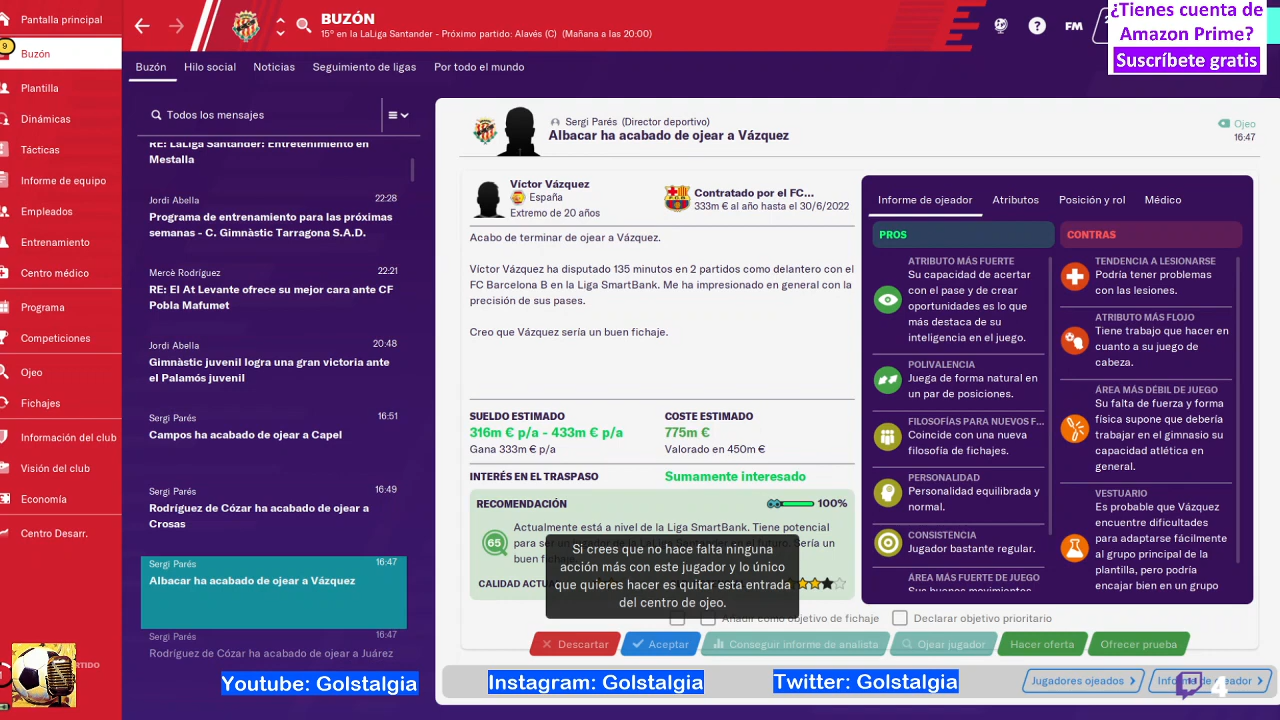 Pantalla principal
9
Buzón
Plantilla
Dinámicas
Tácticas
Informe de equipo
Empleados
Entrenamiento
Centro médico
Programa
Competiciones
Ojeo
Fichajes
Información del club
Visión del club
Economía
Centro Desarr.
BUZÓN
15º en la LaLiga Santander - Próximo partido: Alavés (C) (Mañana a las 20:00)
FM
¿Tienes cuenta de
Amazon Prime?
Suscríbete gratis
Buzón
Hilo social
Noticias
Seguimiento de ligas
Por todo el mundo
Todos los mensajes
RE: LaLiga Santander: Entretenimiento en
Mestalla
Jordi Abella 22:28
Programa de entrenamiento para las próximas
semanas - C. Gimnàstic Tarragona S.A.D.
Mercè Rodríguez 22:21
RE: El At Levante ofrece su mejor cara ante CF
Pobla Mafumet
Jordi Abella 20:48
Gimnàstic juvenil logra una gran victoria ante
el Palamós juvenil
Sergi Parés 16:51
Campos ha acabado de ojear a Capel
Sergi Parés 16:49
Rodríguez de Cózar ha acabado de ojear a
Crosas
Sergi Parés 16:47
Albacar ha acabado de ojear a Vázquez
Sergi Parés 16:47
Rodríguez de Cózar ha acabado de ojear a Juárez
Sergi Parés (Director deportivo)
Albacar ha acabado de ojear a Vázquez
Ojeo
16:47
Víctor Vázquez
España
Extremo de 20 años
Contratado por el FC...
333m € al año hasta el 30/6/2022
Acabo de terminar de ojear a Vázquez.
Víctor Vázquez ha disputado 135 minutos en 2 partidos como delantero con el
FC Barcelona B en la Liga SmartBank. Me ha impresionado en general con la
precisión de sus pases.
Creo que Vázquez sería un buen fichaje.
SUELDO ESTIMADO
316m € p/a - 433m € p/a
Gana 333m € p/a
COSTE ESTIMADO
775m €
Valorado en 450m €
INTERÉS EN EL TRASPASO
Sumamente interesado
RECOMENDACIÓN
100%
65
Actualmente está a nivel de la Liga SmartBank. Tiene potencial
para ser
futuro. Sería un
buen
CALIDAD ACTUA
Si crees que no hace falta ninguna
acción más con este jugador y lo único
que quieres hacer es quitar esta entrada
del centro de ojeo.
Informe de ojeador
Atributos
Posición y rol
Médico
PROS
ATRIBUTO MÁS FUERTE
Su capacidad de acertar
con el pase y de crear
oportunidades es lo que
más destaca de su
inteligencia en el juego.
POLIVALENCIA
Juega de forma natural en
un par de posiciones.
FILOSOFÍAS PARA NUEVOS F...
Coincide con una nueva
filosofía de fichajes.
PERSONALIDAD
Personalidad equilibrada y
normal.
CONSISTENCIA
Jugador bastante regular.
ÁREA MÁS FUERTE DE JUEGO
Sus buenos movimientos
CONTRAS
TENDENCIA A LESIONARSE
Podría tener problemas
con las lesiones.
ATRIBUTO MÁS FLOJO
Tiene trabajo que hacer en
cuanto a su juego de
cabeza.
ÁREA MÁS DÉBIL DE JUEGO
Su falta de fuerza y forma
física supone que debería
trabajar en el gimnasio su
capacidad atlética en
general.
VESTUARIO
Es probable que Vázquez
encuentre dificultades
para adaptarse fácilmente
al grupo principal de la
plantilla, pero podría
encajar bien en un grupo
Añadir como objetivo de fichaje
Declarar objetivo prioritario
Descartar
Aceptar
Conseguir informe de analista
Ojear jugador
Hacer oferta
Ofrecer prueba
Youtube: Golstalgia
Instagram: Golstalgia
Twitter: Golstalgia
Jugadores ojeados
Informe de ojeador
4